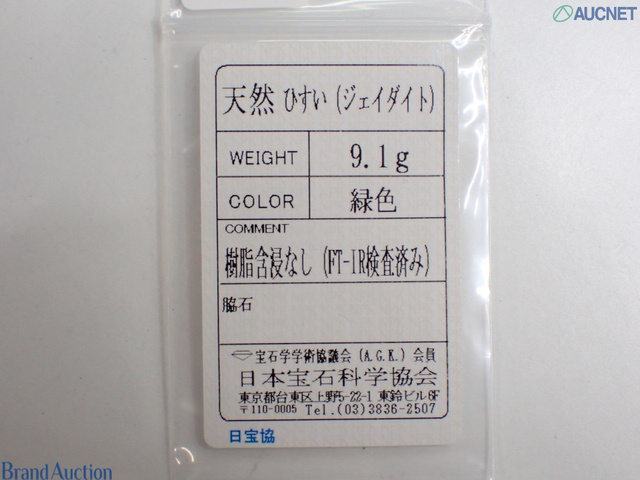 AUCNET
天然 ひすい (ジェイダイト)
WEIGHT 9.1g
COLOR 緑色
COMMENT
樹脂含浸なし (FT-IR検査済み)
脇石
宝石学学術協議会 (A.G.K.) 会員
日本宝石科学協会
東京都台東区上野5-22-1 東鈴ビル6F
〒110-0005 Tel.(03)3836-2507
日宝協
Brand Auction